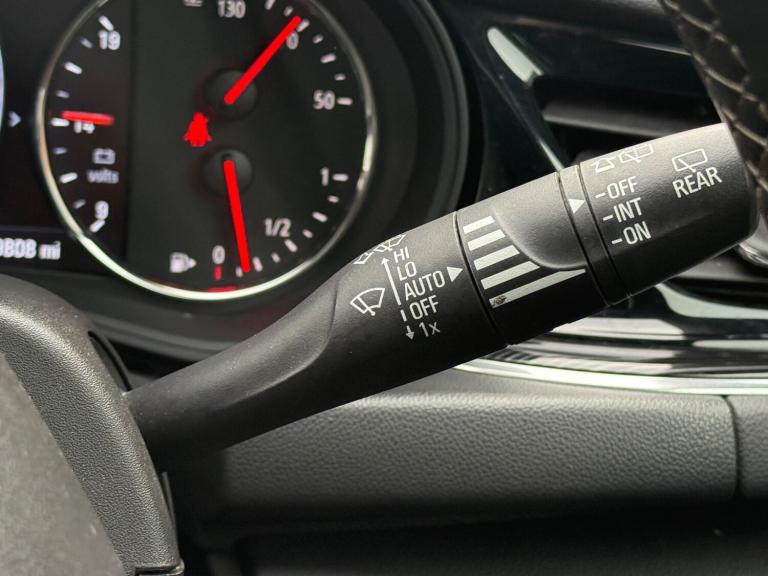 19
14
volts
9
9808 mi
130
0
50
1
1/2
0
HI
LO
AUTO
OFF
1x
-OFF
-INT
-ON
REAR